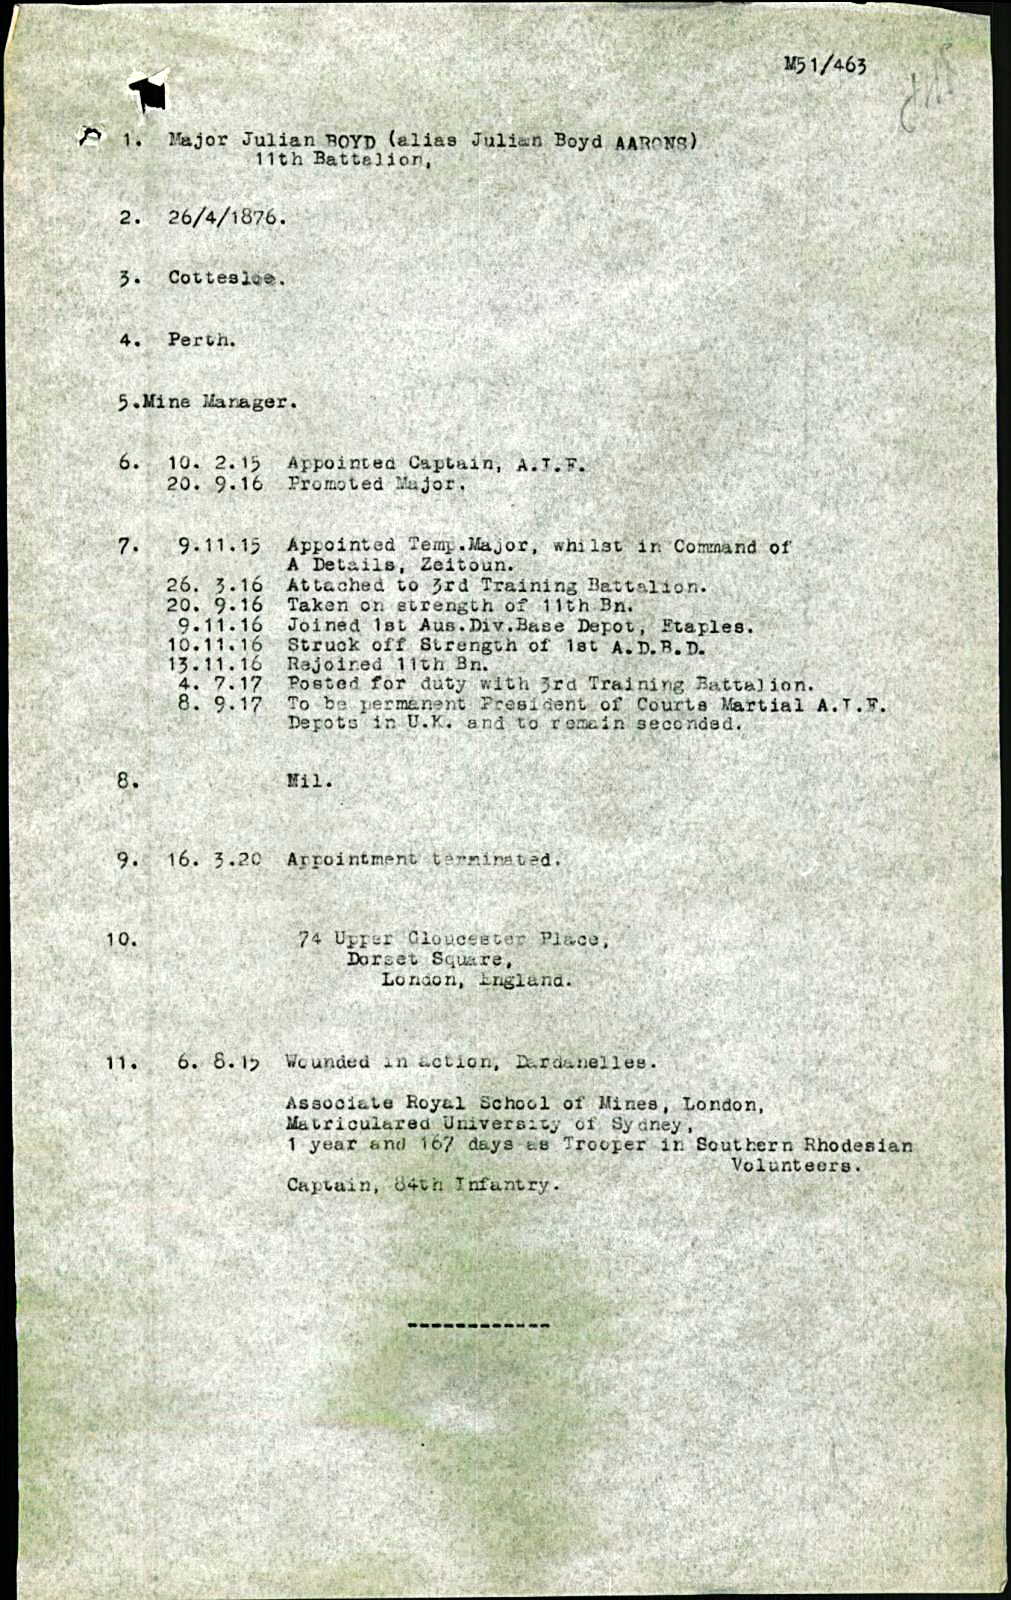 M51/463
1. Major Julian BOYD (alias Julian Boyd AARONS)
11th Battalion,
2. 26/4/1876.
3. Cottesloe.
4. Perth.
5.Mine Manager.
6. 10. 2.15 Appointed Captain, A.I.F.
20. 9.16 Promoted Major.
7. 9.11.15 Appointed Temp.Major, whilst in Command of
A Details, Zeitoun.
26. 3.16 Attached to 3rd Training Battalion.
20. 9.16 Taken on strength of 11th Bn.
9.11.16 Joined 1st Aus.Div.Base Depot, Etaples.
10.11.16 Struck off Strength of 1st A.D.B.D.
13.11.16 Rejoined 11th Bn.
4. 7.17 Posted for duty with 3rd Training Battalion.
8. 9.17 To be permanent President of Courts Martial A.I.F.
Depots in U.K. and to remain seconded.
8. Nil.
9. 16. 3.20 Appointment terminated.
10. 74 Upper Gloucester Place,
Dorset Square,
London, England.
11. 6. 8.15 Wounded in action, Dardanelles.
Associate Royal School of Mines, London,
Matriculared University of Sydney,
1 year and 167 days as Trooper in Southern Rhodesian
Volunteers.
Captain, 84th Infantry.